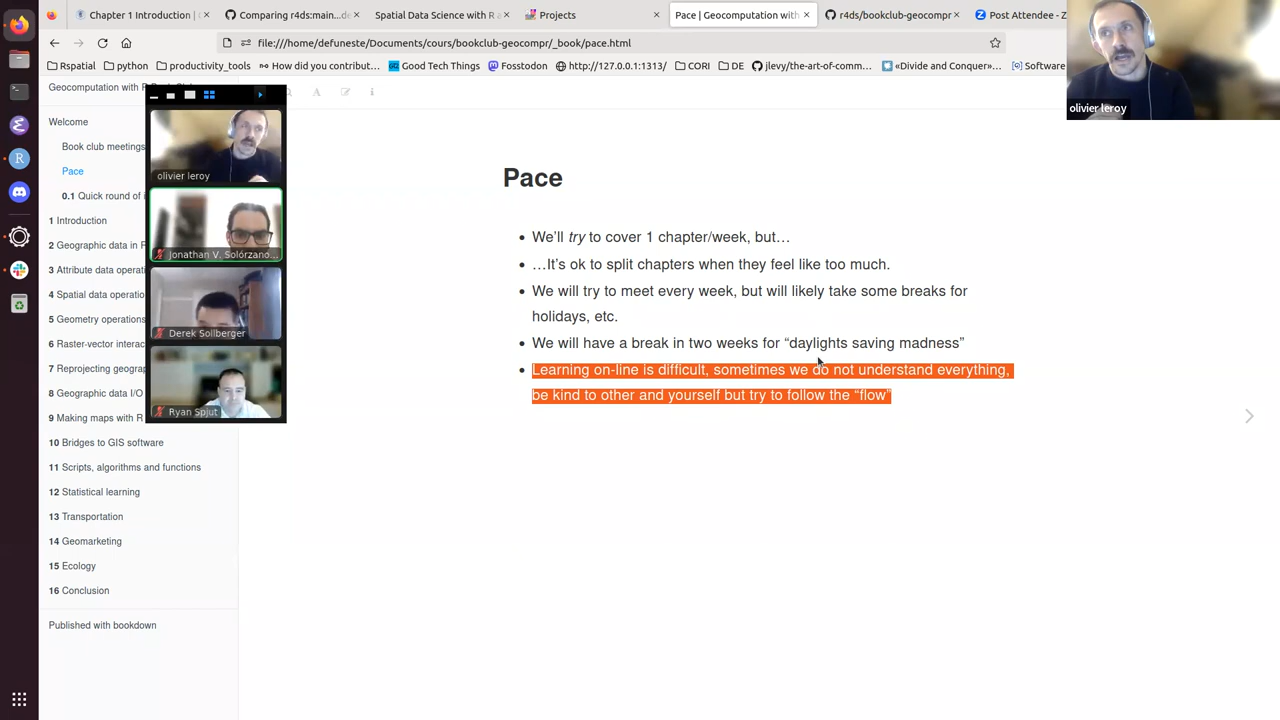 Chapter 1 Introduction |
Comparing r4ds:main...de
Spatial Data Science with R a
Projects
Pace | Geocomputation with
r4ds/bookclub-geocompr
Post Attendee - Z
file:///home/defuneste/Documents/cours/bookclub-geocompr/_book/pace.html
Rspatial
python
productivity_tools
How did you contribut...
Good Tech Things
Fosstodon
http://127.0.0.1:1313/
CORI
DE
jlevy/the-art-of-comm...
«Divide and Conquer»...
Software
olivier leroy
Geocomputation with
Welcome
Book club meetings
Pace
0.1 Quick round of i
1 Introduction
2 Geographic data in R
3 Attribute data operati
4 Spatial data operatio
5 Geometry operations
6 Raster-vector interac
7 Reprojecting geograp
8 Geographic data I/O
9 Making maps with R
10 Bridges to GIS software
11 Scripts, algorithms and functions
12 Statistical learning
13 Transportation
14 Geomarketing
15 Ecology
16 Conclusion
Published with bookdown
olivier leroy
Jonathan V. Solórzano...
Derek Sollberger
Ryan Spjut
Pace
We'll try to cover 1 chapter/week, but…
…It's ok to split chapters when they feel like too much.
We will try to meet every week, but will likely take some breaks for
holidays, etc.
We will have a break in two weeks for “daylights saving madness”
Learning on-line is difficult, sometimes we do not understand everything,
be kind to other and yourself but try to follow the “flow”